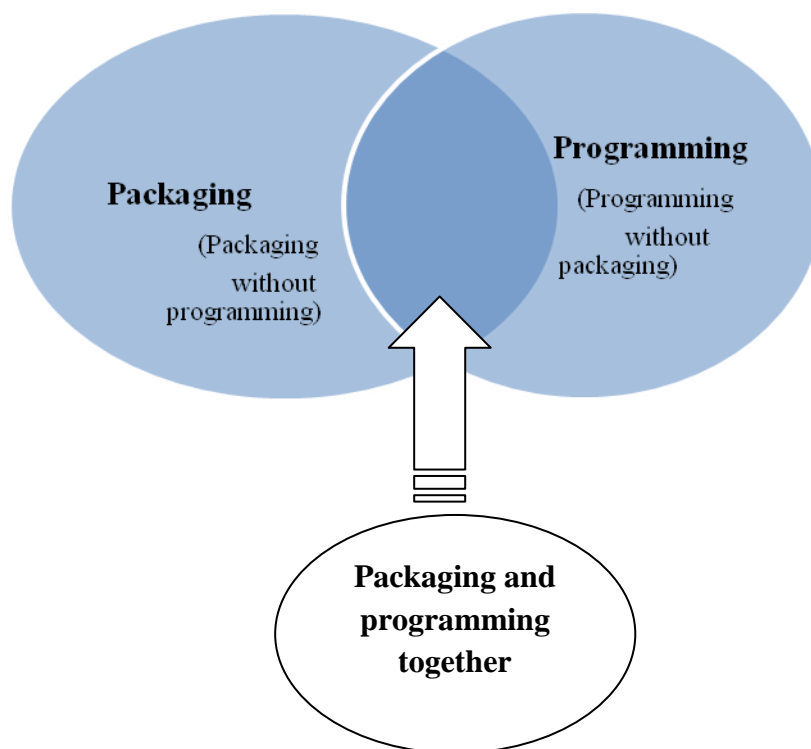 Packaging
(Packaging
without
programming)
Programming
(Programming
without
packaging)
Packaging and
programming
together